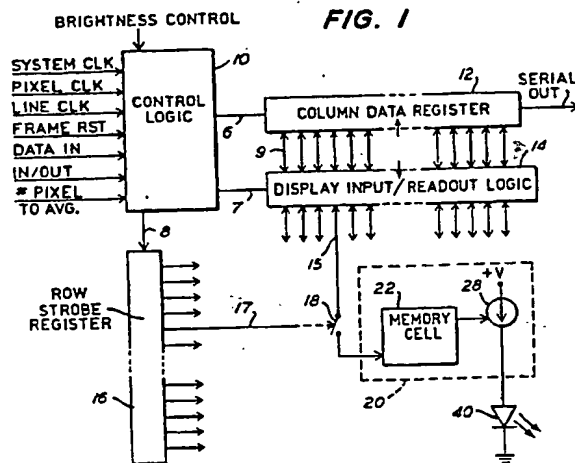 FIG. 1
BRIGHTNESS CONTROL
10
SYSTEM CLK
PIXEL CLK
LINE CLK
FRAME RST
DATA IN
IN/OUT
# PIXEL
TO AVG.
CONTROL
LOGIC
6
7
8
12
COLUMN DATA REGISTER
SERIAL
OUT
9
14
DISPLAY INPUT/READOUT LOGIC
15
ROW
STROBE
REGISTER
16
17
18
22
MEMORY
CELL
+V
28
20
40